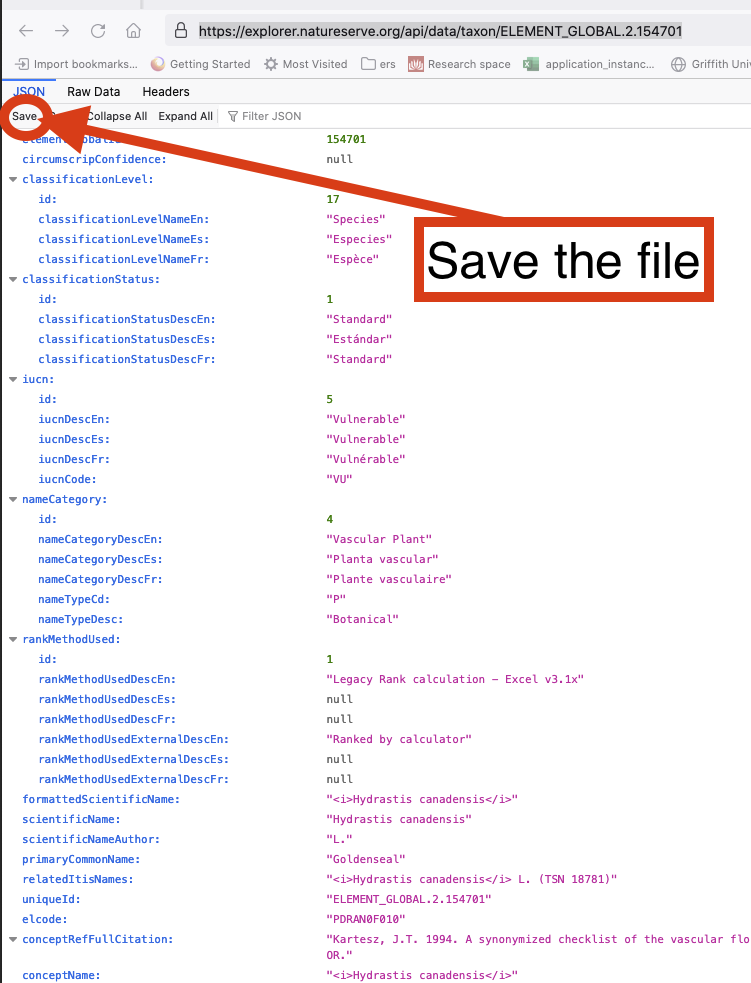 https://explorer.natureserve.org/api/data/taxon/ELEMENT_GLOBAL.2.154701
Import bookmarks... Getting Started Most Visited ers Research space application_instanc... Griffith Univ
JSON Raw Data Headers
Save Collapse All Expand All Filter JSON
154701
circumscripConfidence: null
classificationLevel:
id: 17
classificationLevelNameEn: "Species"
classificationLevelNameEs: "Especies"
classificationLevelNameFr: "Espèce"
Save the file
classificationStatus:
id: 1
classificationStatusDescEn: "Standard"
classificationStatusDescEs: "Estándar"
classificationStatusDescFr: "Standard"
iucn:
id: 5
iucnDescEn: "Vulnerable"
iucnDescEs: "Vulnerable"
iucnDescFr: "Vulnérable"
iucnCode: "VU"
nameCategory:
id: 4
nameCategoryDescEn: "Vascular Plant"
nameCategoryDescEs: "Planta vascular"
nameCategoryDescFr: "Plante vasculaire"
nameTypeCd: "P"
nameTypeDesc: "Botanical"
rankMethodUsed:
id: 1
rankMethodUsedDescEn: "Legacy Rank calculation – Excel v3.1x"
rankMethodUsedDescEs: null
rankMethodUsedDescFr: null
rankMethodUsedExternalDescEn: "Ranked by calculator"
rankMethodUsedExternalDescEs: null
rankMethodUsedExternalDescFr: null
formattedScientificName: "<i>Hydrastis canadensis</i>"
scientificName: "Hydrastis canadensis"
scientificNameAuthor: "L."
primaryCommonName: "Goldenseal"
relatedItisNames: "<i>Hydrastis canadensis</i> L. (TSN 18781)"
uniqueId: "ELEMENT_GLOBAL.2.154701"
elcode: "PDRAN0F010"
conceptRefFullCitation: "Kartesz, J.T. 1994. A synonymized checklist of the vascular flo
OR."
conceptName: "<i>Hydrastis canadensis</i>"